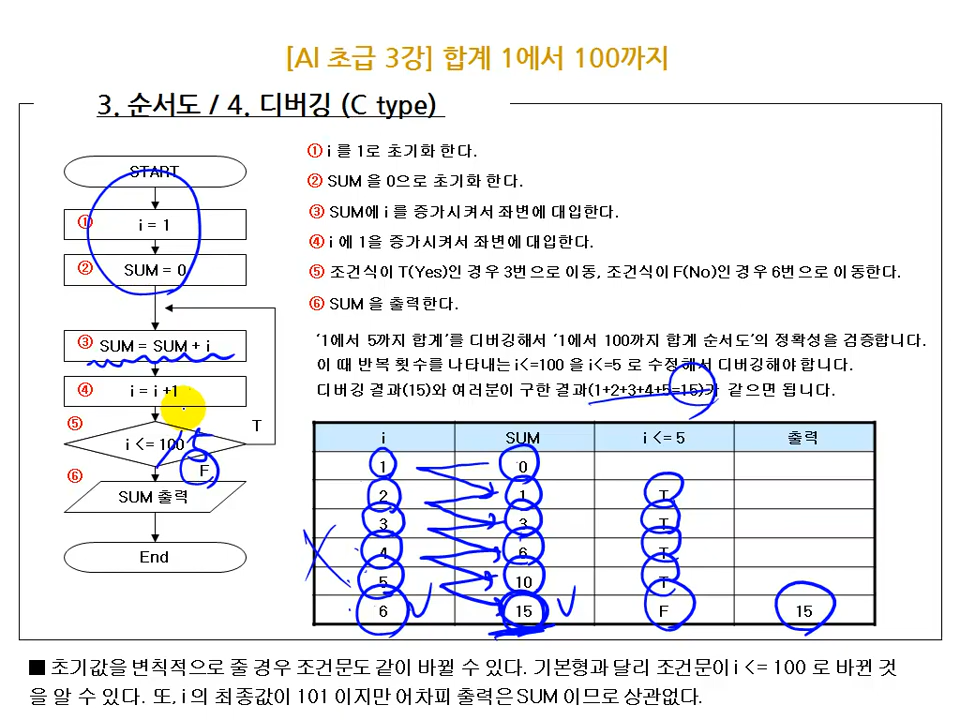 [AI 초급 3강] 합계 1에서 100까지
3. 순서도 / 4. 디버깅 (C type)
START
① i = 1
② SUM = 0
③ SUM = SUM + i
④ i = i +1
⑤ i <= 100 T
5
F
⑥ SUM 출력
End
① i 를 1로 초기화 한다.
② SUM 을 0으로 초기화 한다.
③ SUM에 i 를 증가시켜서 좌변에 대입한다.
④ i 에 1을 증가시켜서 좌변에 대입한다.
⑤ 조건식이 T(Yes)인 경우 3번으로 이동, 조건식이 F(No)인 경우 6번으로 이동한다.
⑥ SUM 을 출력한다.
‘1에서 5까지 합계’를 디버깅해서 ‘1에서 100까지 합계 순서도’의 정확성을 검증합니다.
이 때 반복 횟수를 나타내는 i<=100 을 i<=5 로 수정해서 디버깅해야 합니다.
디버깅 결과(15)와 여러분이 구한 결과(1+2+3+4+5=15)가 같으면 됩니다.
i SUM i <= 5 출력
1 0
2 1 T
3 3 T
4 6 T
5 10 T
6 15 F 15
■ 초기값을 변칙적으로 줄 경우 조건문도 같이 바뀔 수 있다. 기본형과 달리 조건문이 i <= 100 로 바뀐 것
을 알 수 있다. 또, i 의 최종값이 101 이지만 어차피 출력은 SUM 이므로 상관없다.